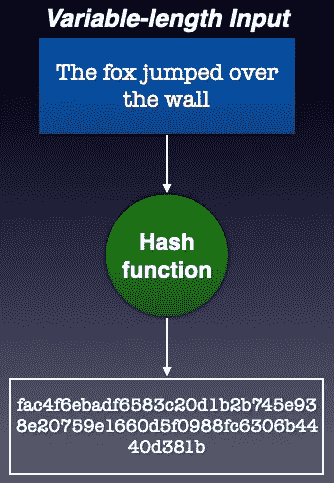 Variable-length Input
The fox jumped over
the wall
Hash
function
fac4f6ebadf6583c20d1b2b745e93
8e20759e1660d5f0988fc6306b44
40d381b